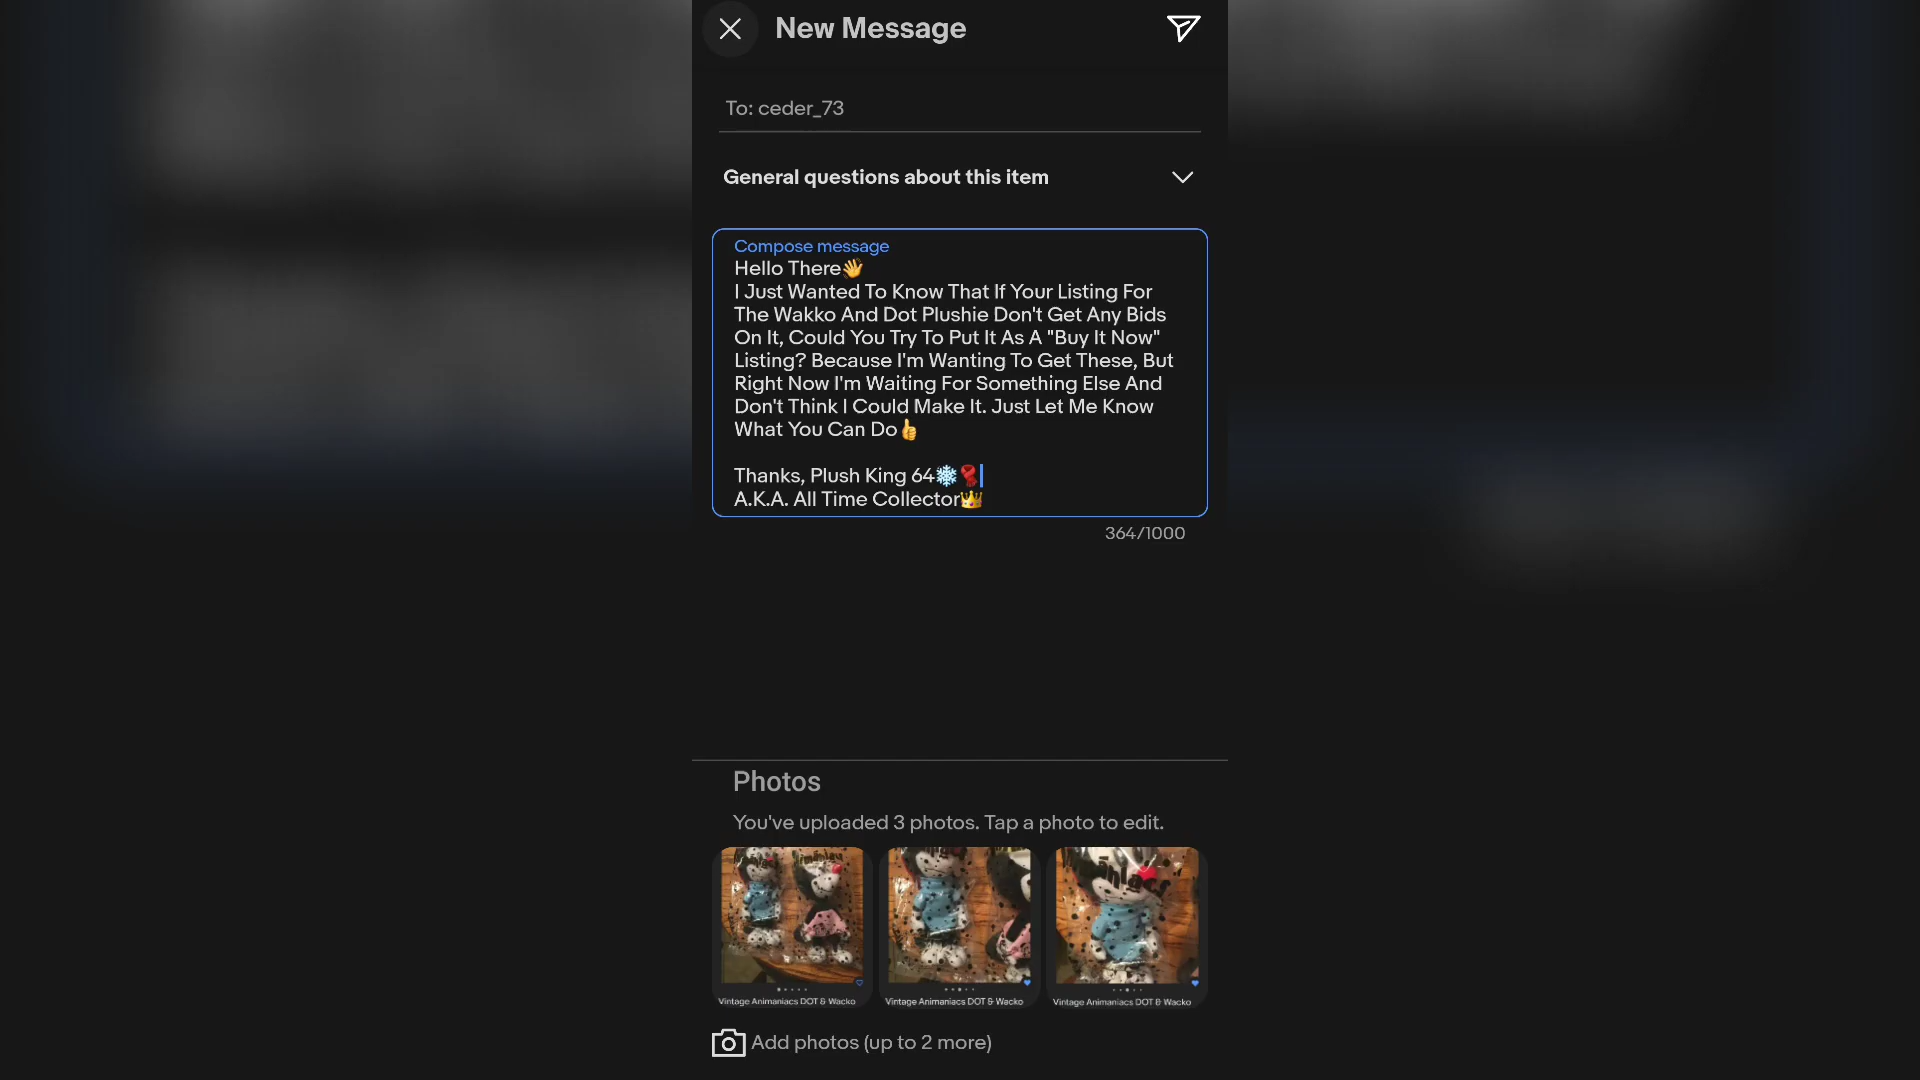 New Message
To: ceder_73
General questions about this item
Compose message
Hello There👋
I Just Wanted To Know That If Your Listing For
The Wakko And Dot Plushie Don't Get Any Bids
On It, Could You Try To Put It As A "Buy It Now"
Listing? Because I'm Wanting To Get These, But
Right Now I'm Waiting For Something Else And
Don't Think I Could Make It. Just Let Me Know
What You Can Do👍
Thanks, Plush King 64❄️🧣
A.K.A. All Time Collector👑
364/1000
Photos
You've uploaded 3 photos. Tap a photo to edit.
Vintage Animaniacs DOT & Wacko
Vintage Animaniacs DOT & Wacko
Vintage Animaniacs DOT & Wacko
Add photos (up to 2 more)